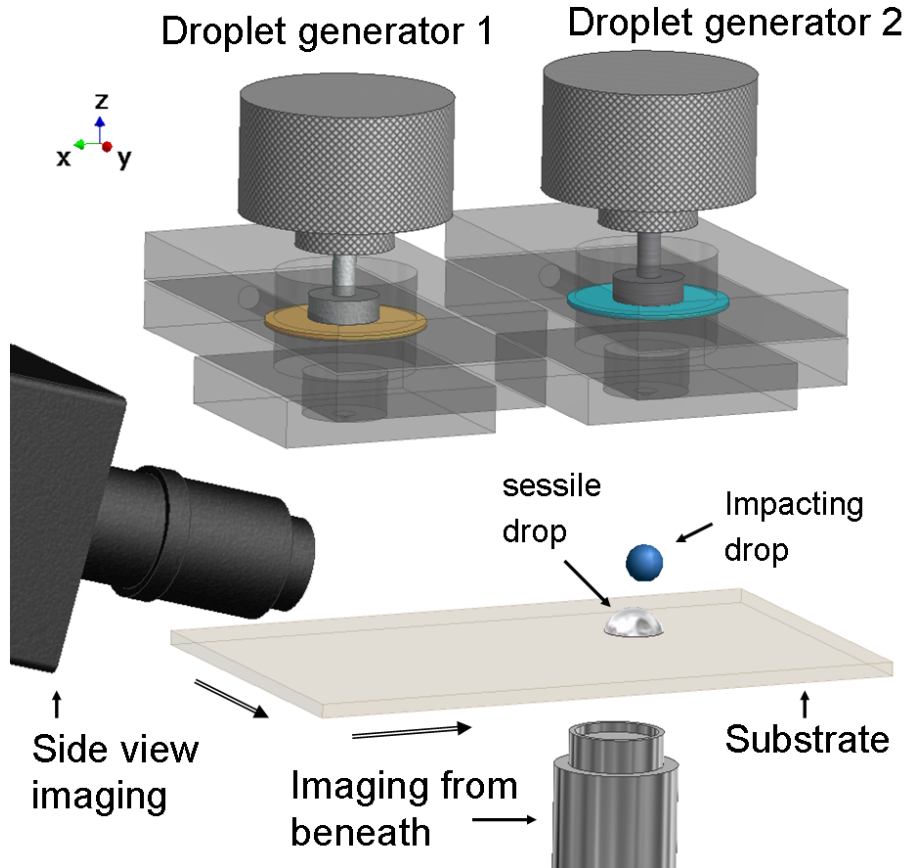 Droplet generator 1
Droplet generator 2
z
x
y
sessile
drop
Impacting
drop
Side view
imaging
Substrate
Imaging from
beneath